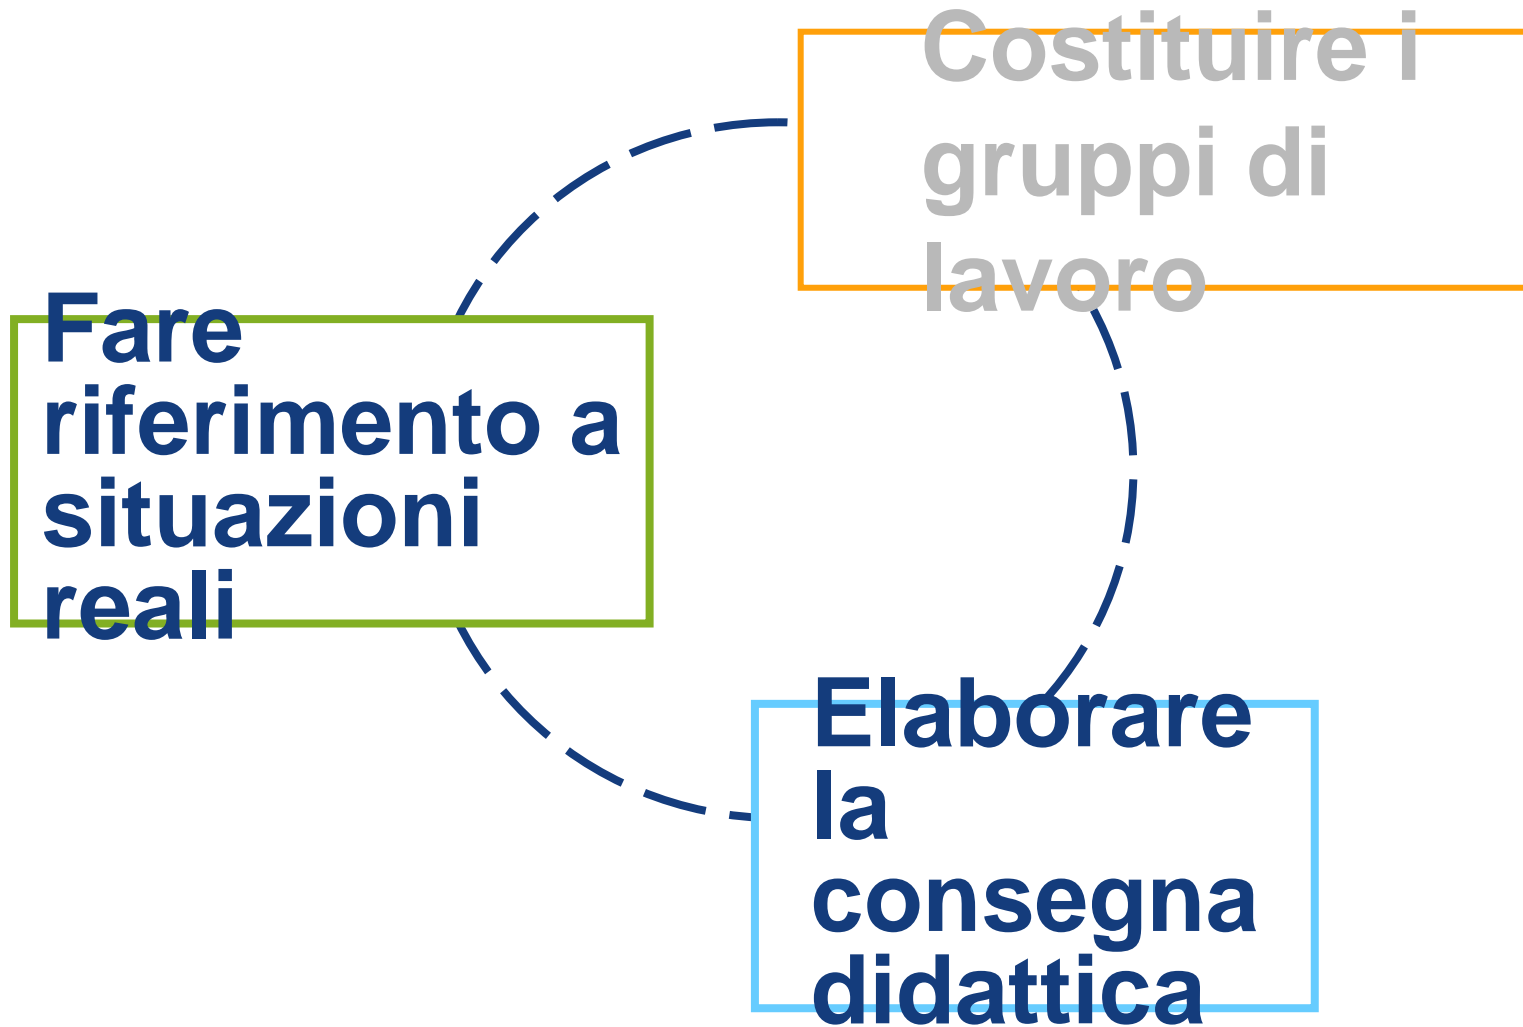 Costituire i
gruppi di
lavoro
Fare
riferimento a
situazioni
reali
Elaborare
la
consegna
didattica